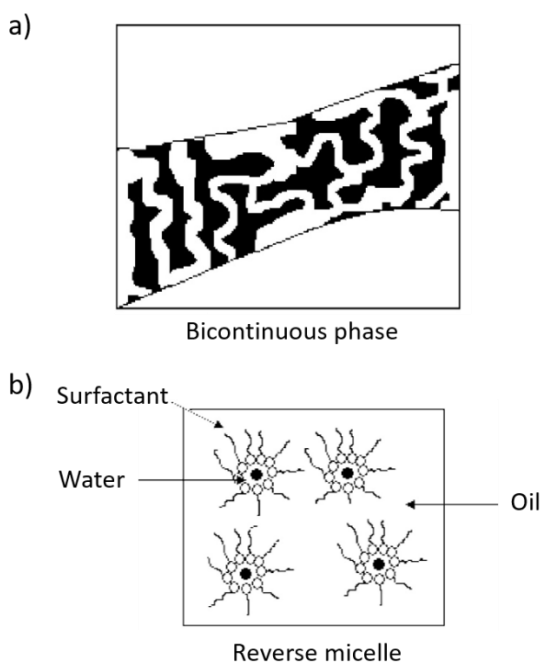 a)
Bicontinuous phase
b)
Surfactant
Water
Oil
Reverse micelle